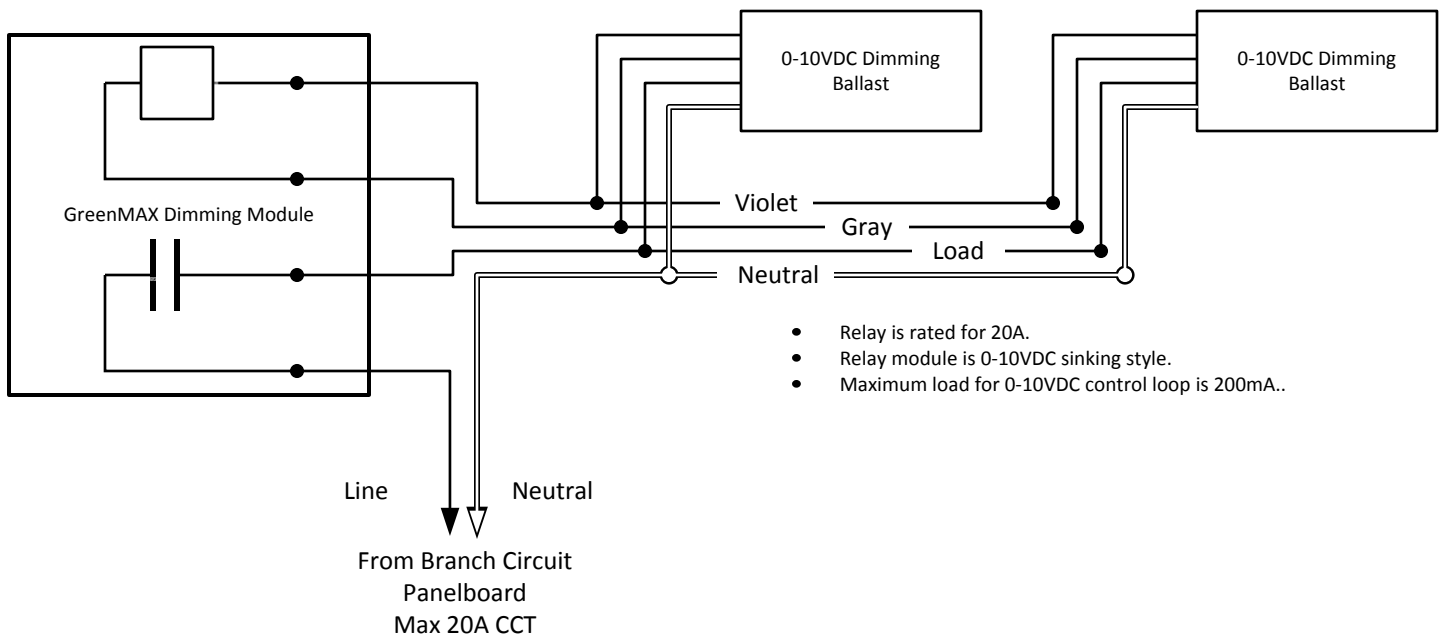 0-10VDC Dimming
Ballast
0-10VDC Dimming
Ballast
GreenMAX Dimming Module
Violet
Gray
Load
Neutral
• Relay is rated for 20A.
• Relay module is 0-10VDC sinking style.
• Maximum load for 0-10VDC control loop is 200mA..
Line
Neutral
From Branch Circuit
Panelboard
Max 20A CCT